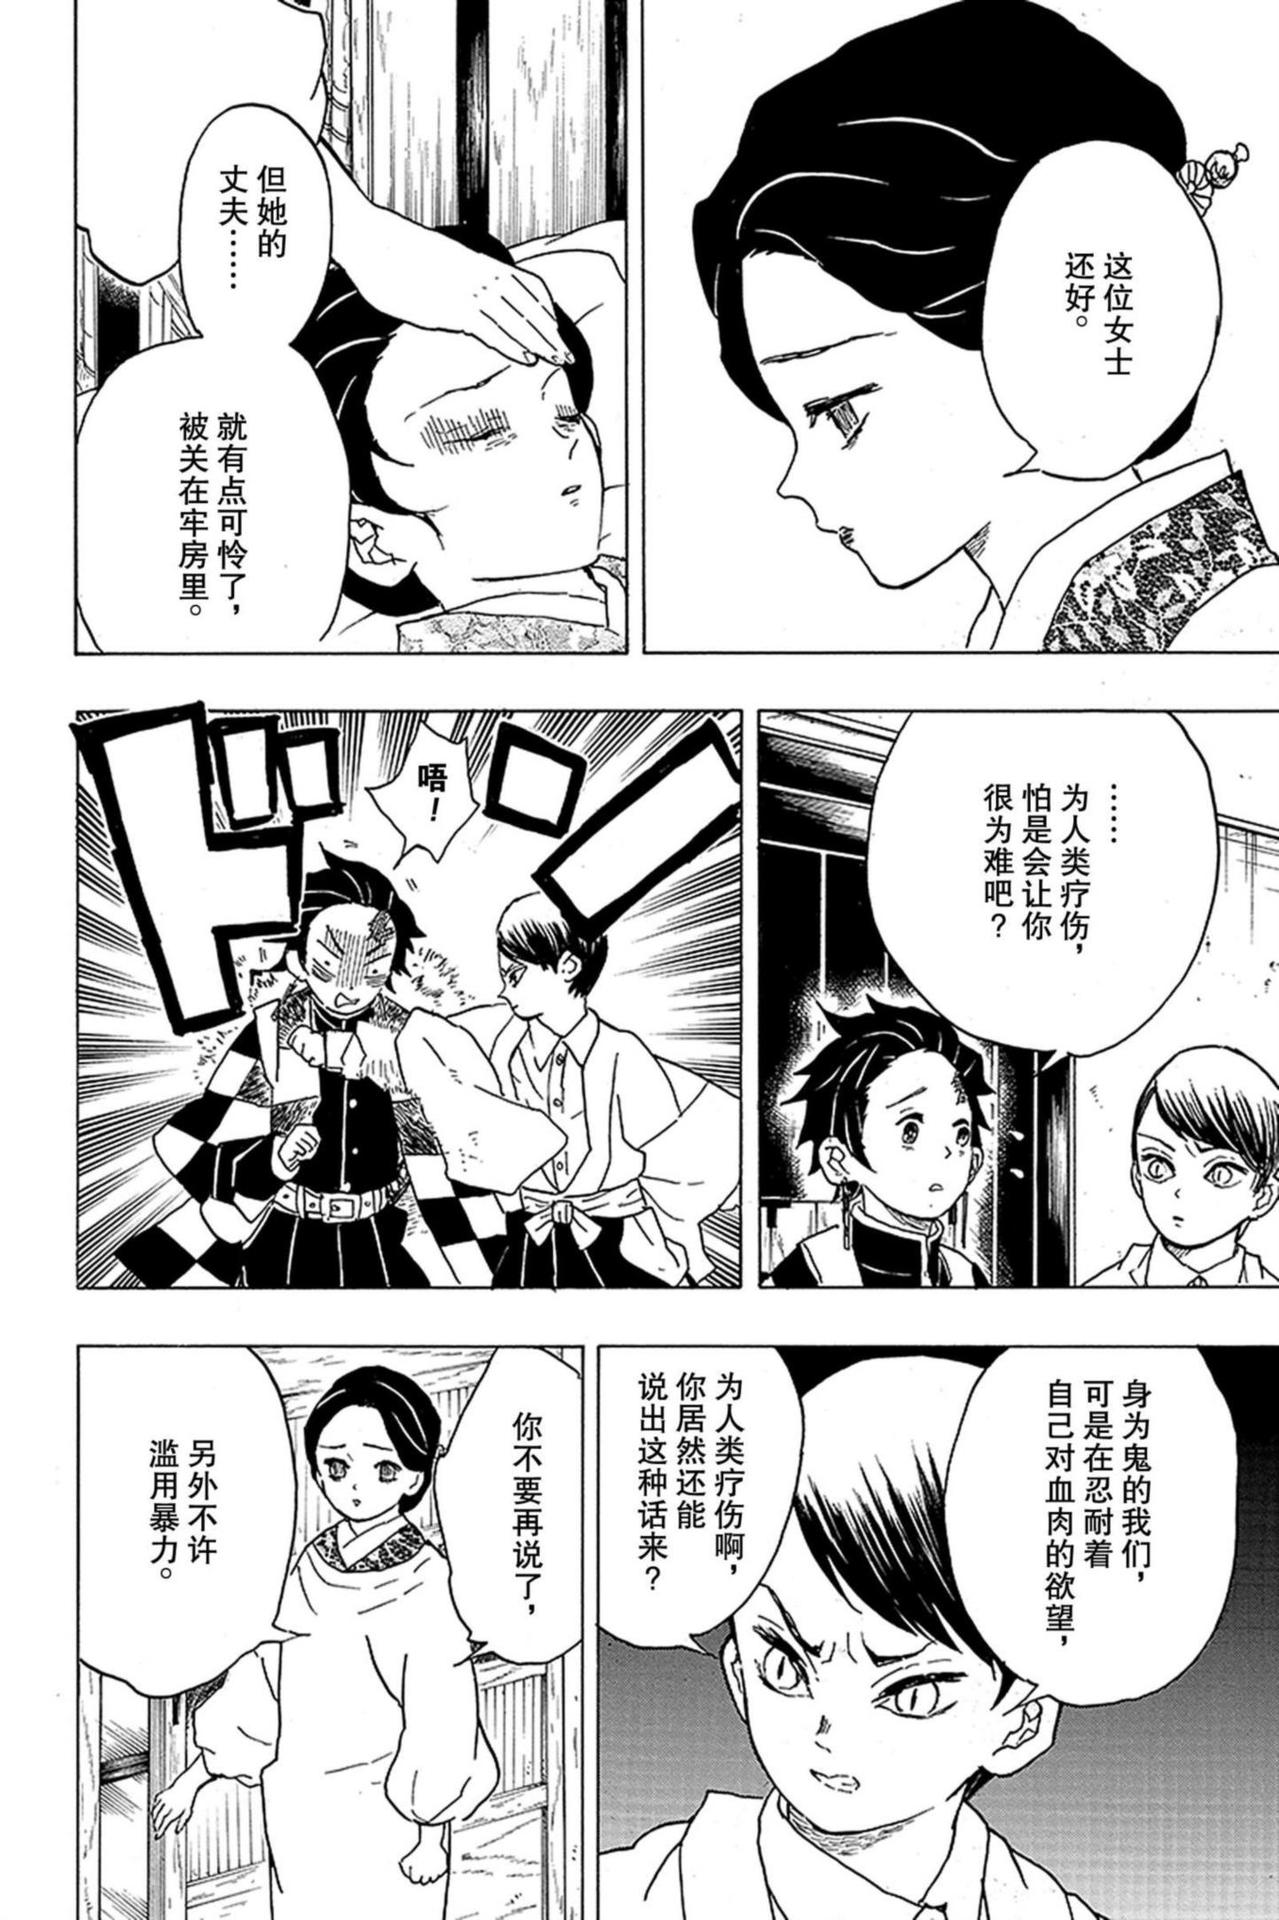 这位女士
还好。
但她的
丈夫……
就有点可怜了，
被关在牢房里。
……
为人类疗伤，
怕是会让你
很为难吧？
唔！
ドロロン
身为鬼的我们，
可是在忍耐着
自己对血肉的欲望，
为人类疗伤啊，
你居然还能
说出这种话来？
你不要再说了，
另外不许
滥用暴力。